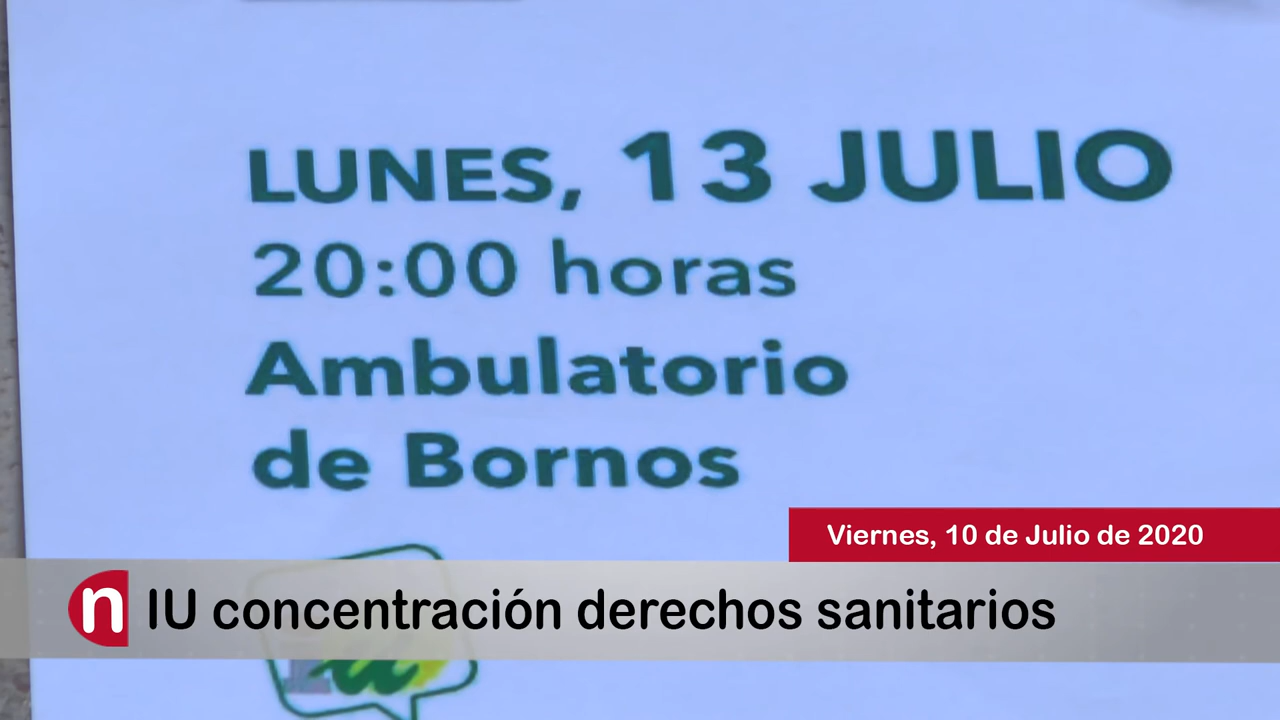 LUNES, 13 JULIO
20:00 horas
Ambulatorio
de Bornos
Viernes, 10 de Julio de 2020
n IU concentración derechos sanitarios